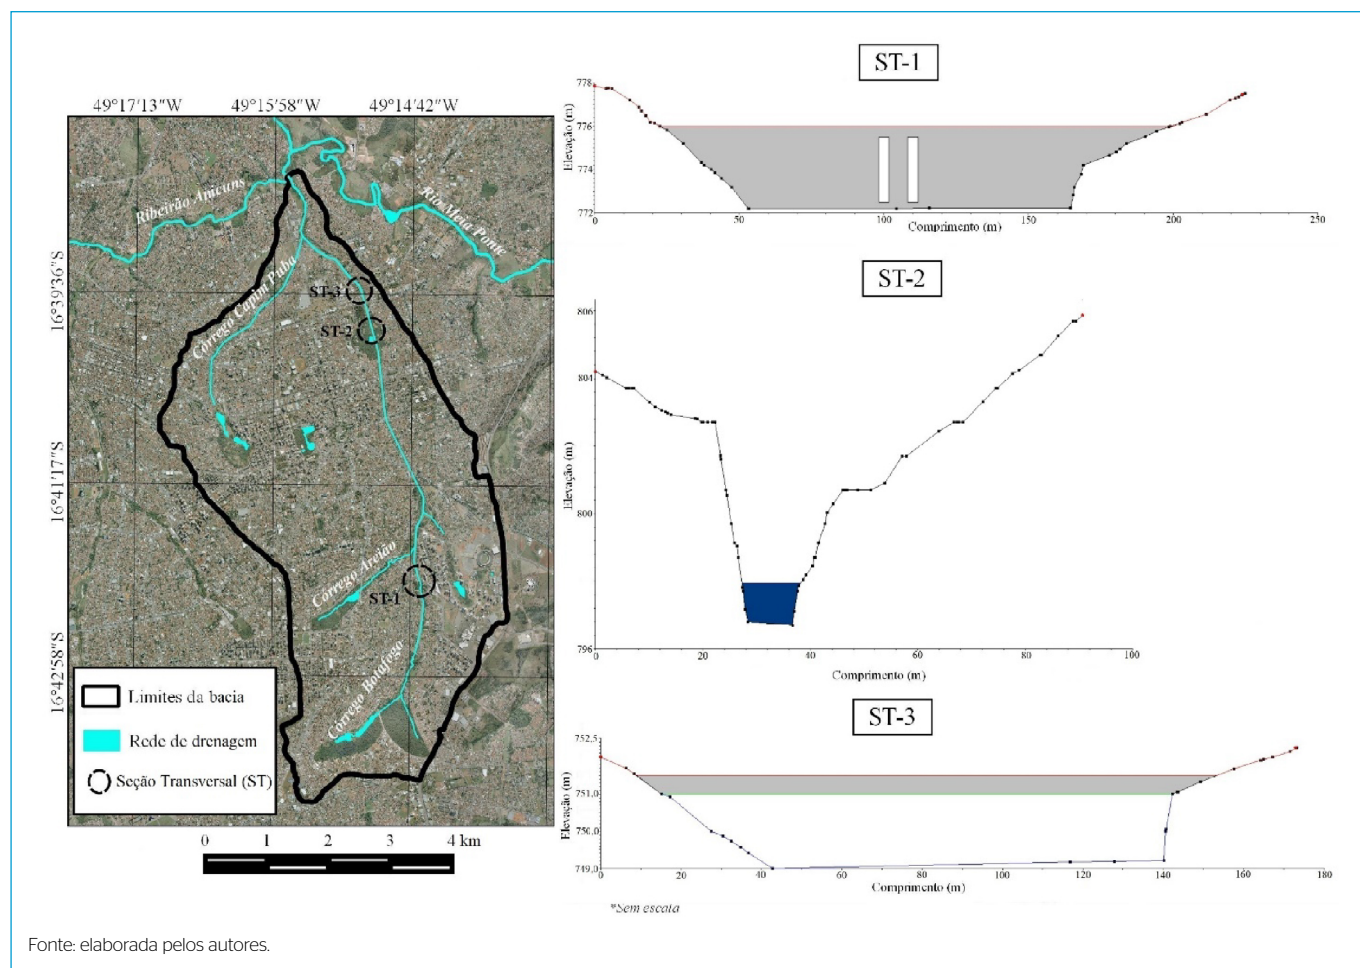 49°17'13"W 49°15'58"W 49°14'42"W
16°39'36"S
16°41'17"S
16°42'58"S
Ribeirão Anicuns
Rio Meia Ponte
Córrego Capim Puba
ST-3
ST-2
Córrego Areião
ST-1
Córrego Botafogo
Limites da bacia
Rede de drenagem
Seção Transversal (ST)
0 1 2 3 4 km
ST-1
Elevação (m)
778
776
774
772
0 50 100 150 200 250
Comprimento (m)
ST-2
Elevação (m)
806
804
800
796
0 20 40 60 80 100
Comprimento (m)
ST-3
Elevação (m)
752,5
751,0
750,0
749,0
0 20 40 60 80 100 120 140 160 180
Comprimento (m)
*Sem escala
Fonte: elaborada pelos autores.